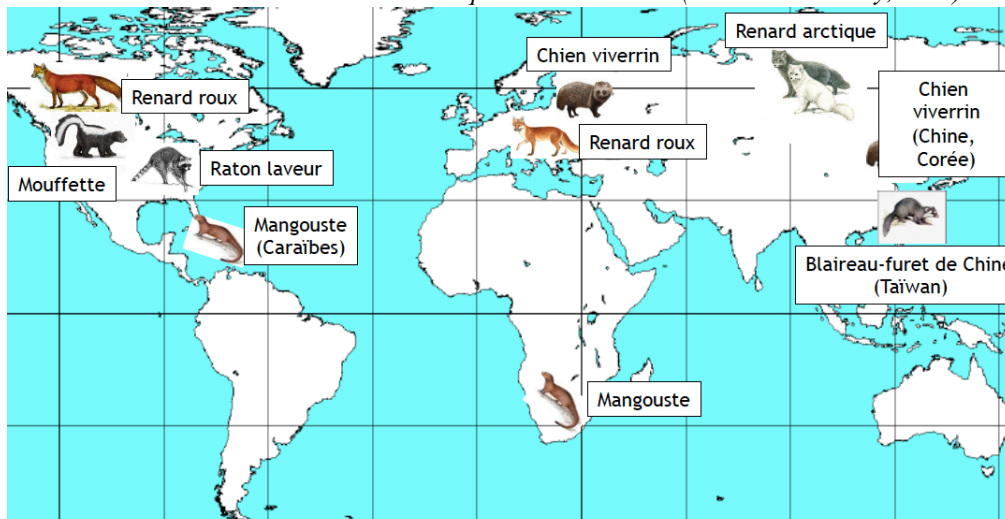 Renard arctique
Chien viverrin
Chien
viverrin
(Chine,
Corée)
Renard roux
Renard roux
Raton laveur
Mouffette
Mangouste
(Caraïbes)
Blaireau-furet de Chine
(Taïwan)
Mangouste